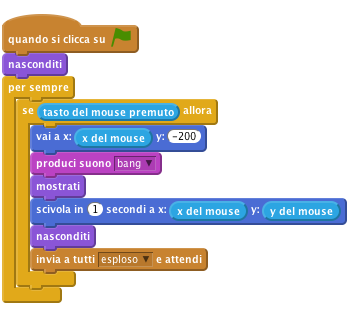 quando si clicca su
nasconditi
per sempre
se tasto del mouse premuto allora
vai a x: x del mouse y: -200
produci suono bang
mostrati
scivola in 1 secondi a x: x del mouse y: y del mouse
nasconditi
invia a tutti esploso e attendi